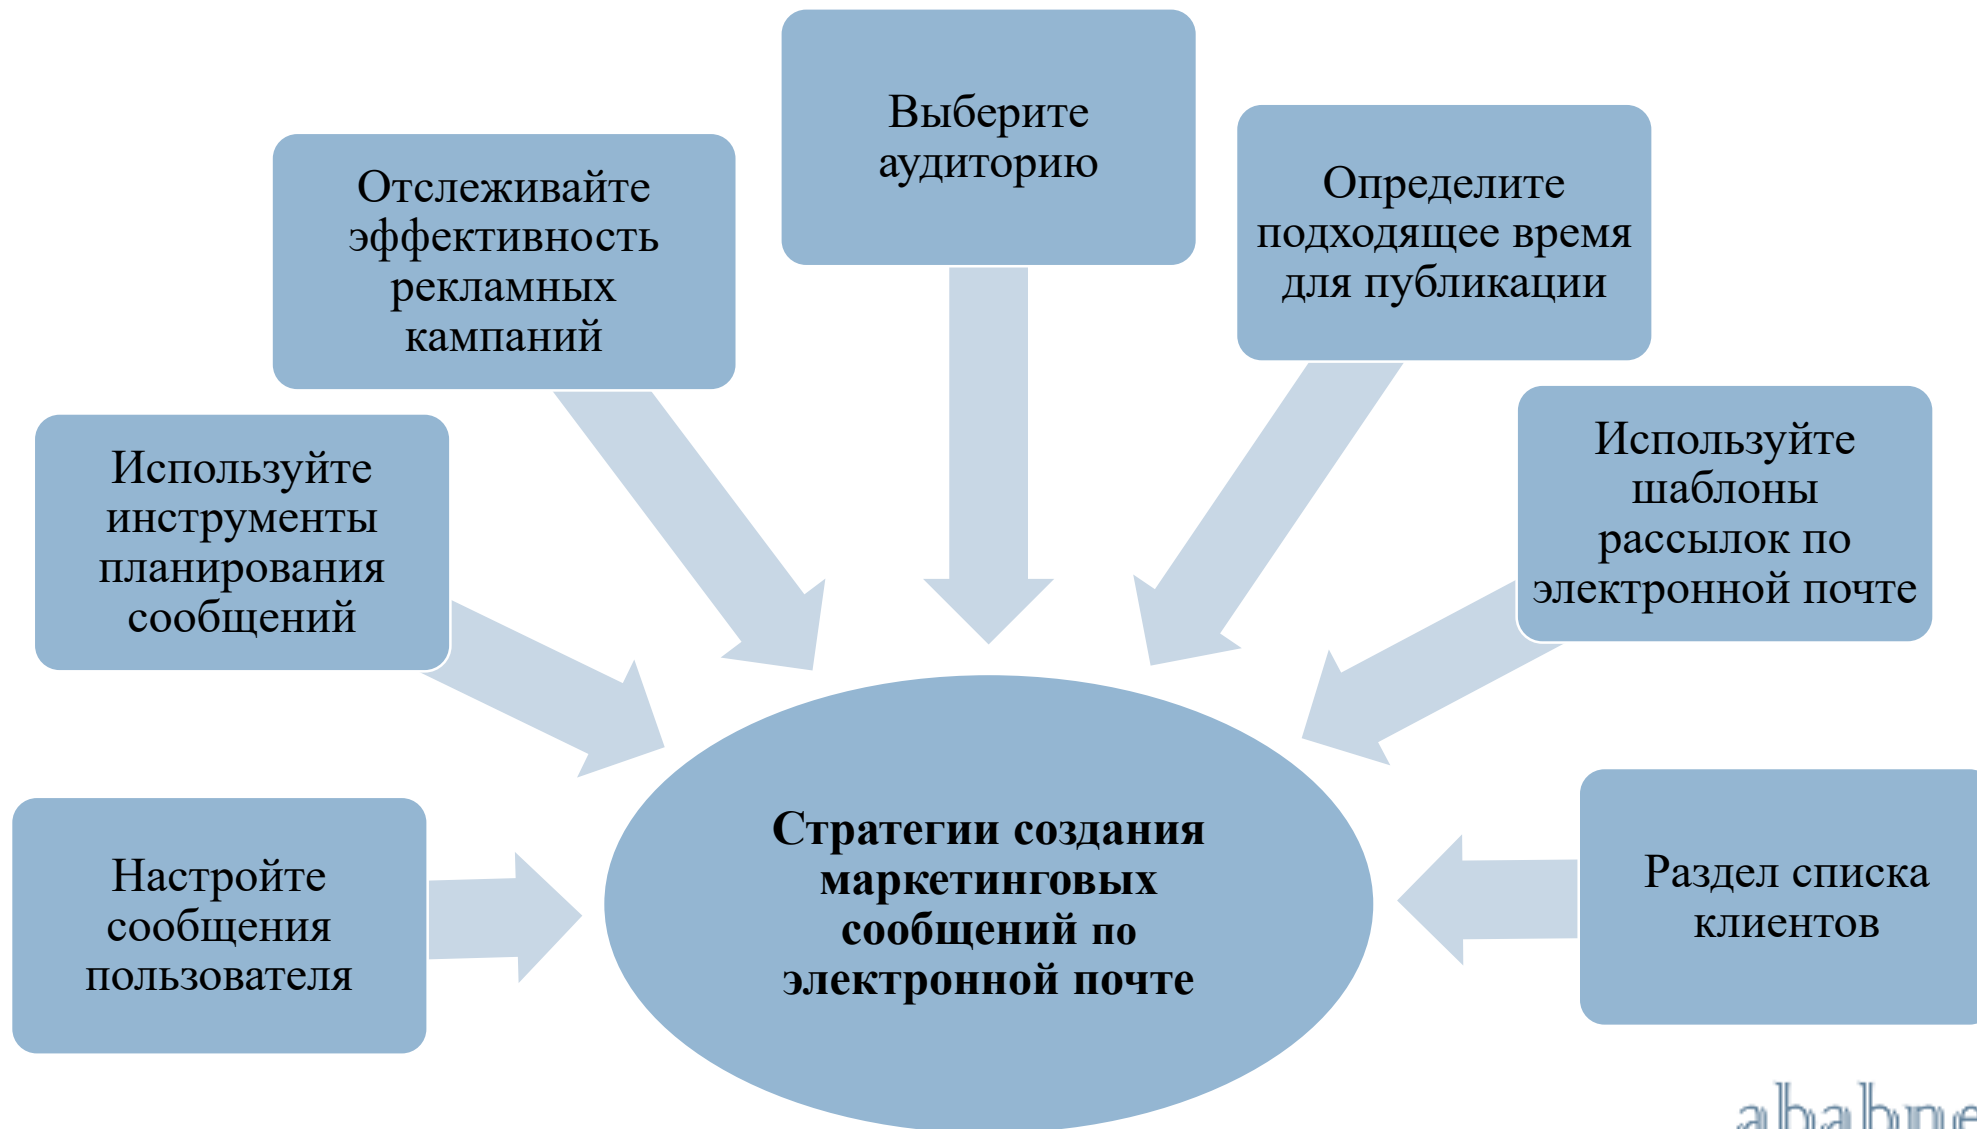 Выберите
аудиторию
Отслеживайте
эффективность
рекламных
кампаний
Определите
подходящее время
для публикации
Используйте
инструменты
планирования
сообщений
Используйте
шаблоны
рассылок по
электронной почте
Настройте
сообщения
пользователя
Стратегии создания
маркетинговых
сообщений по
электронной почте
Раздел списка
клиентов